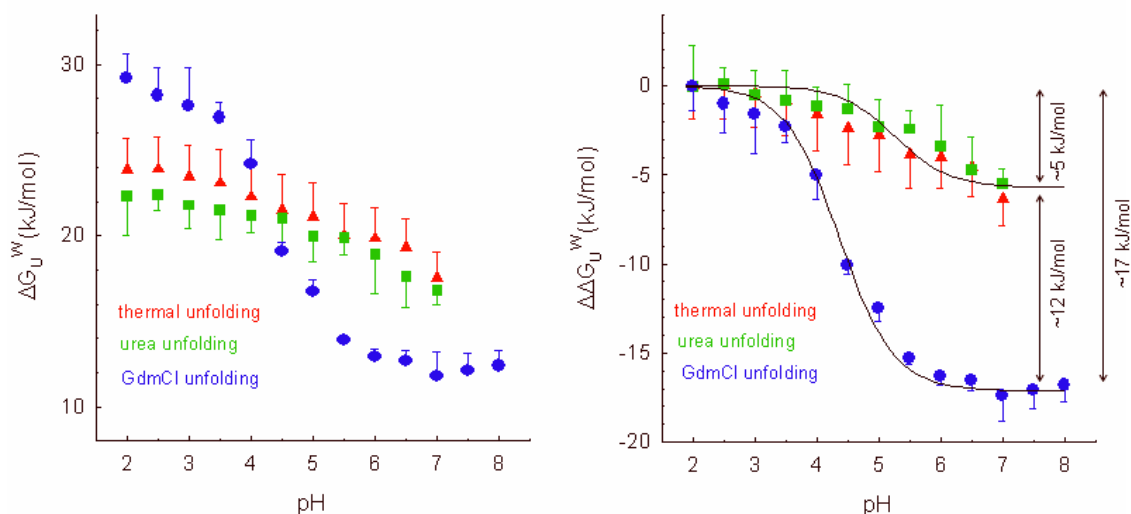 30
20
10
ΔG_U^W (kJ/mol)
thermal unfolding
urea unfolding
GdmCl unfolding
2 3 4 5 6 7 8
pH
0
-5
-10
-15
-20
ΔΔG_U^W (kJ/mol)
thermal unfolding
urea unfolding
GdmCl unfolding
2 3 4 5 6 7 8
pH
~5 kJ/mol
~12 kJ/mol
~17 kJ/mol